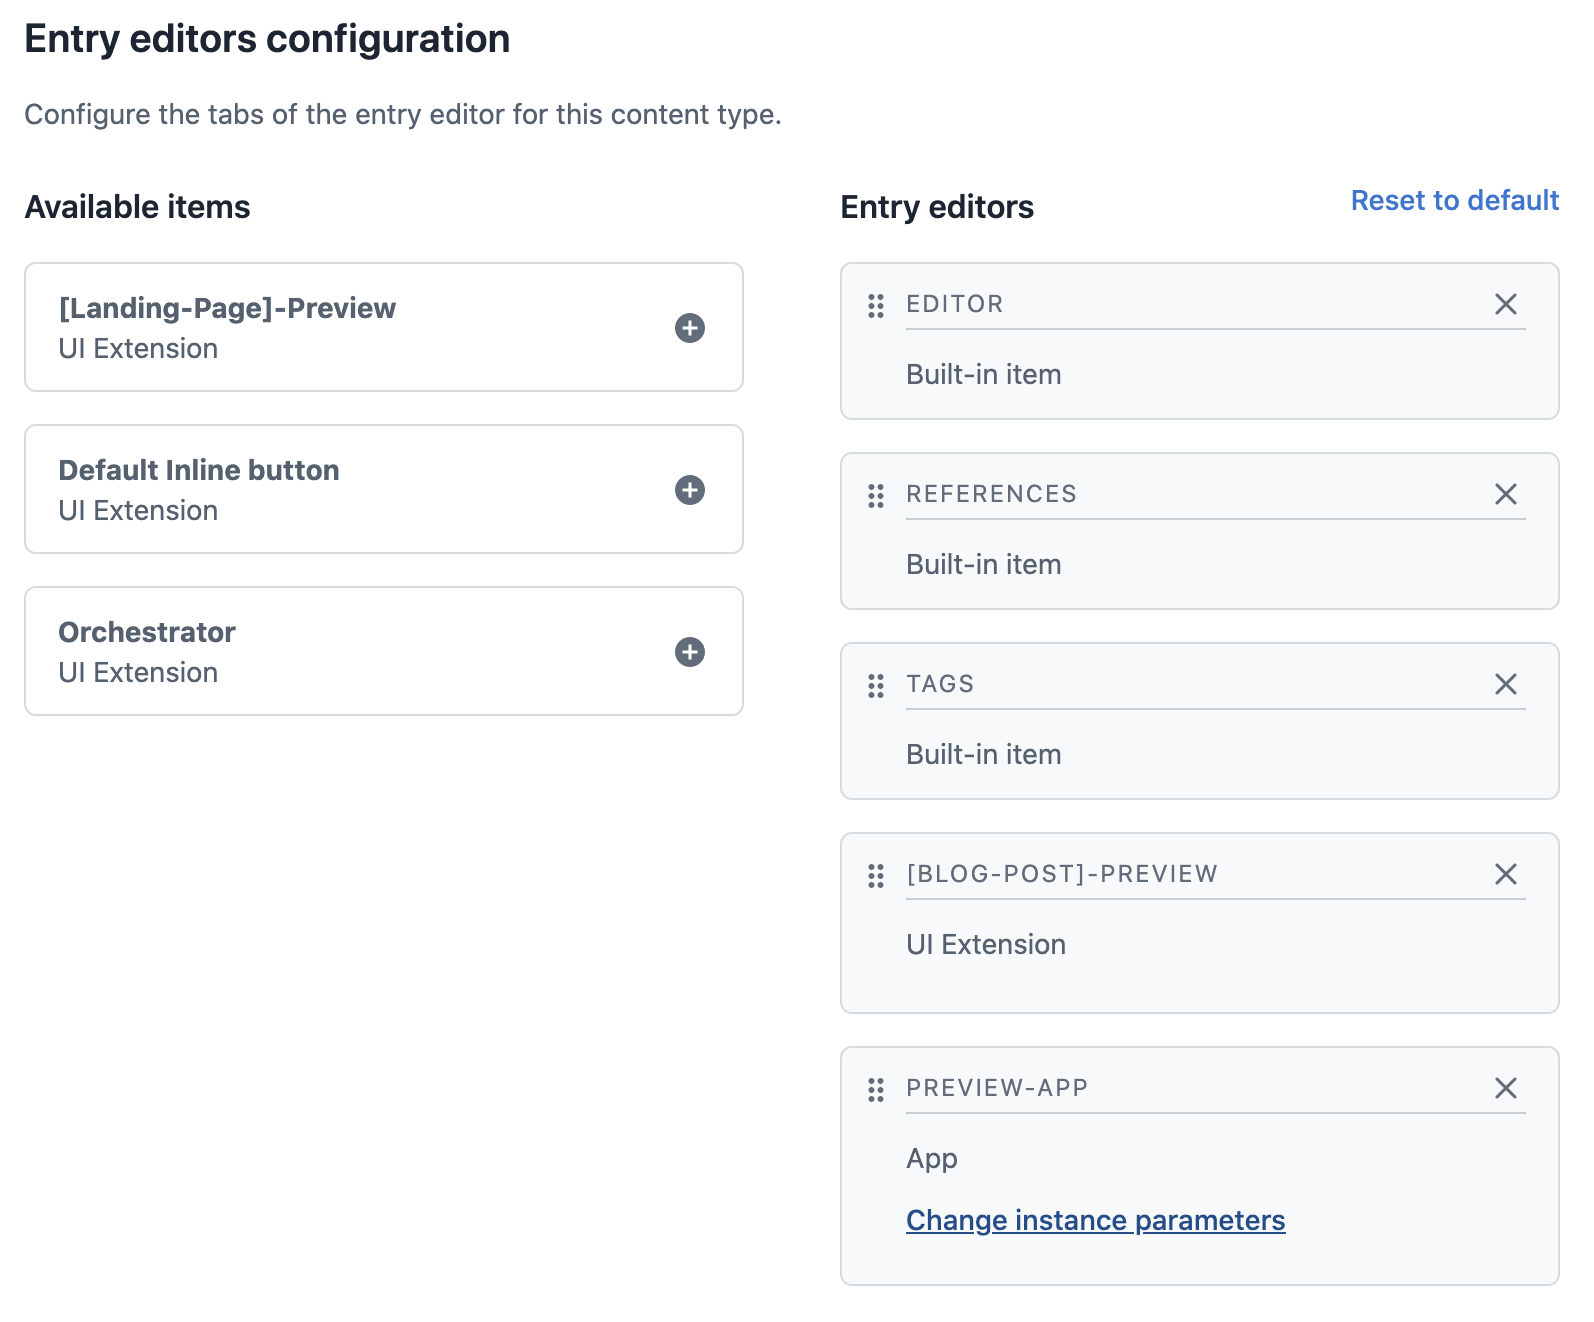 Entry editors configuration
Configure the tabs of the entry editor for this content type.
Available items
[Landing-Page]-Preview
UI Extension
Default Inline button
UI Extension
Orchestrator
UI Extension
Entry editors
Reset to default
EDITOR
Built-in item
REFERENCES
Built-in item
TAGS
Built-in item
[BLOG-POST]-PREVIEW
UI Extension
PREVIEW-APP
App
Change instance parameters